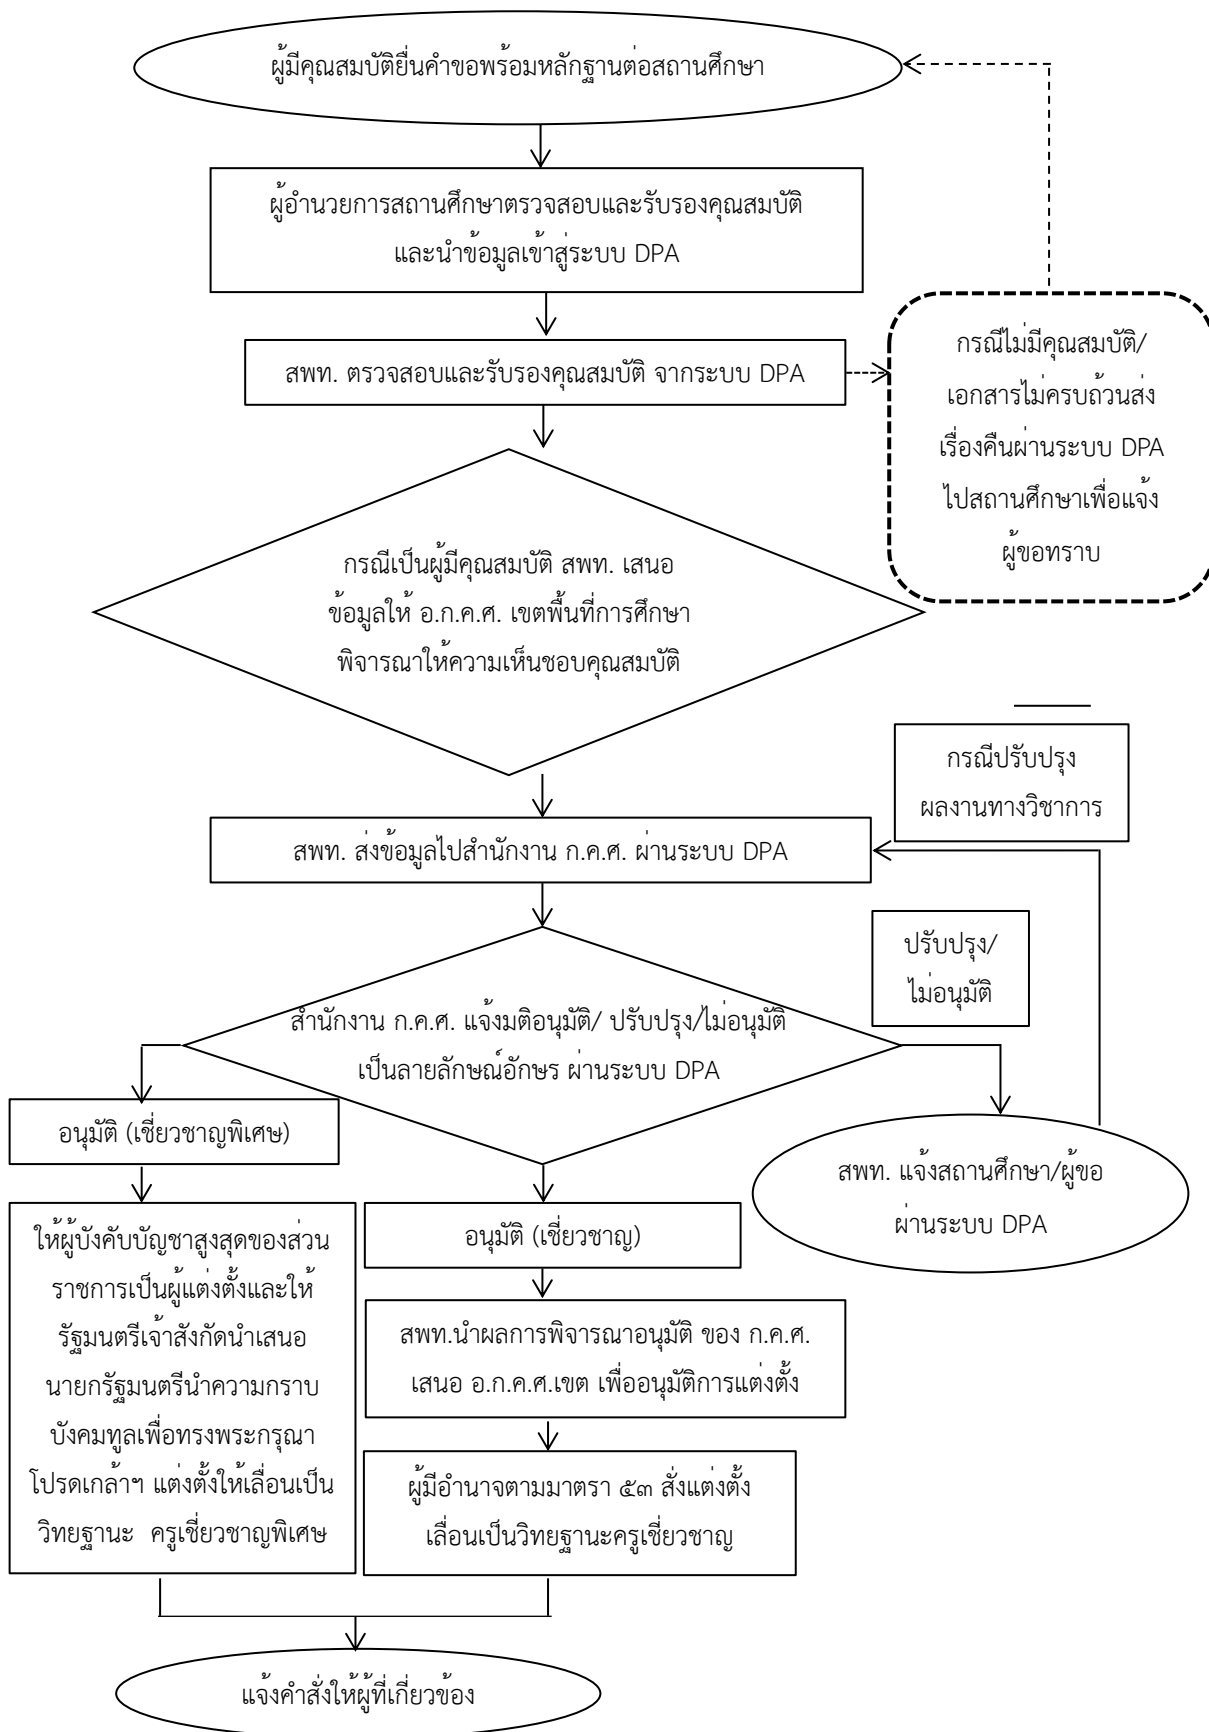 ผู้มีคุณสมบัติยื่นคำขอพร้อมหลักฐานต่อสถานศึกษา
ผู้อำนวยการสถานศึกษาตรวจสอบและรับรองคุณสมบัติ
และนำข้อมูลเข้าสู่ระบบ DPA
สพท. ตรวจสอบและรับรองคุณสมบัติ จากระบบ DPA
กรณีไม่มีคุณสมบัติ/
เอกสารไม่ครบถ้วนส่ง
เรื่องคืนผ่านระบบ DPA
ไปสถานศึกษาเพื่อแจ้ง
ผู้ขอทราบ
กรณีเป็นผู้มีคุณสมบัติ สพท. เสนอ
ข้อมูลให้ อ.ก.ค.ศ. เขตพื้นที่การศึกษา
พิจารณาให้ความเห็นชอบคุณสมบัติ
กรณีปรับปรุง
ผลงานทางวิชาการ
สพท. ส่งข้อมูลไปสำนักงาน ก.ค.ศ. ผ่านระบบ DPA
ปรับปรุง/
ไม่อนุมัติ
สำนักงาน ก.ค.ศ. แจ้งมติอนุมัติ/ ปรับปรุง/ไม่อนุมัติ
เป็นลายลักษณ์อักษร ผ่านระบบ DPA
อนุมัติ (เชี่ยวชาญพิเศษ)
สพท. แจ้งสถานศึกษา/ผู้ขอ
ผ่านระบบ DPA
ให้ผู้บังคับบัญชาสูงสุดของส่วน
ราชการเป็นผู้แต่งตั้งและให้
รัฐมนตรีเจ้าสังกัดนำเสนอ
นายกรัฐมนตรีนำความกราบ
บังคมทูลเพื่อทรงพระกรุณา
โปรดเกล้าฯ แต่งตั้งให้เลื่อนเป็น
วิทยฐานะ ครูเชี่ยวชาญพิเศษ
อนุมัติ (เชี่ยวชาญ)
สพท.นำผลการพิจารณาอนุมัติ ของ ก.ค.ศ.
เสนอ อ.ก.ค.ศ.เขต เพื่ออนุมัติการแต่งตั้ง
ผู้มีอำนาจตามมาตรา ๕๓ สั่งแต่งตั้ง
เลื่อนเป็นวิทยฐานะครูเชี่ยวชาญ
แจ้งคำสั่งให้ผู้ที่เกี่ยวข้อง